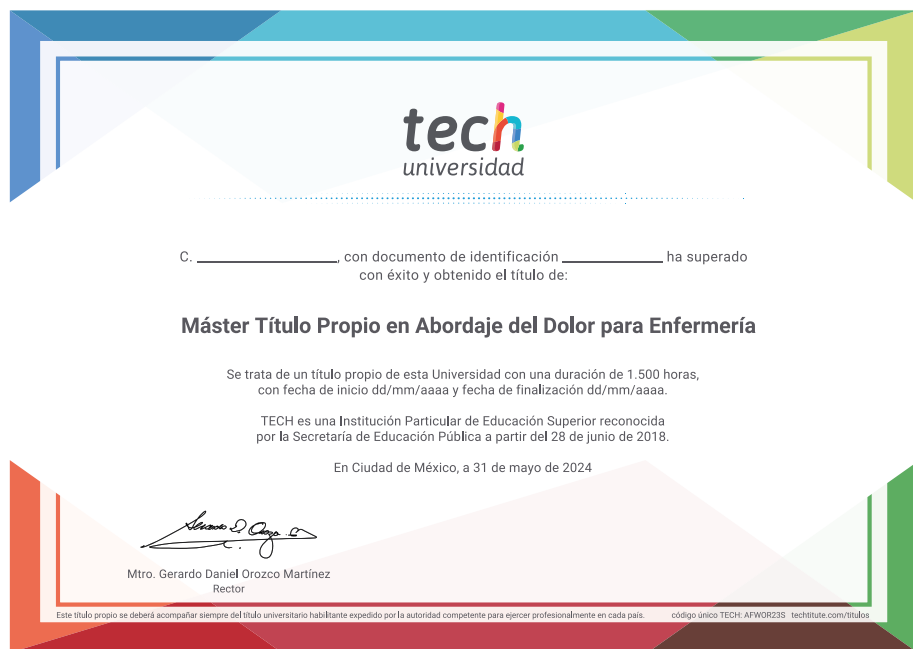 tech
universidad
C. ____________, con documento de identificación ____________ ha superado
con éxito y obtenido el título de:
Máster Título Propio en Abordaje del Dolor para Enfermería
Se trata de un título propio de esta Universidad con una duración de 1.500 horas,
con fecha de inicio dd/mm/aaaa y fecha de finalización dd/mm/aaaa.
TECH es una Institución Particular de Educación Superior reconocida
por la Secretaría de Educación Pública a partir del 28 de junio de 2018.
En Ciudad de México, a 31 de mayo de 2024
Mtro. Gerardo Daniel Orozco Martínez
Rector
Este título propio se deberá acompañar siempre del título universitario habilitante expedido por la autoridad competente para ejercer profesionalmente en cada país. código único TECH: AFWOR23S techtitute.com/titulos